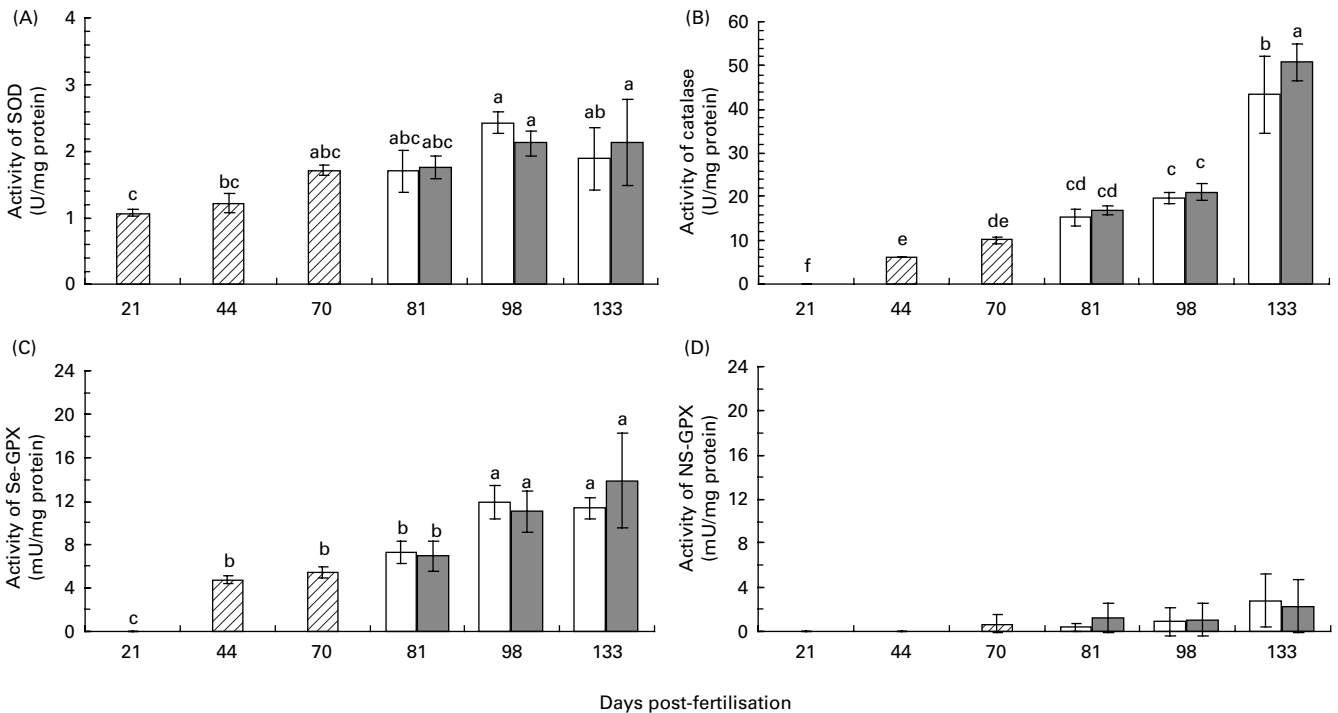 (A)
Activity of SOD
(U/mg protein)
4
3
2
1
0
c
bc
abc
abc
abc
a
a
ab
a
21
44
70
81
98
133
(B)
Activity of catalase
(U/mg protein)
60
50
40
30
20
10
0
f
e
de
cd
cd
c
c
b
a
21
44
70
81
98
133
(C)
Activity of Se-GPX
(mU/mg protein)
24
20
16
12
8
4
0
c
b
b
b
b
a
a
a
a
21
44
70
81
98
133
(D)
Activity of NS-GPX
(mU/mg protein)
24
20
16
12
8
4
0
21
44
70
81
98
133
Days post-fertilisation